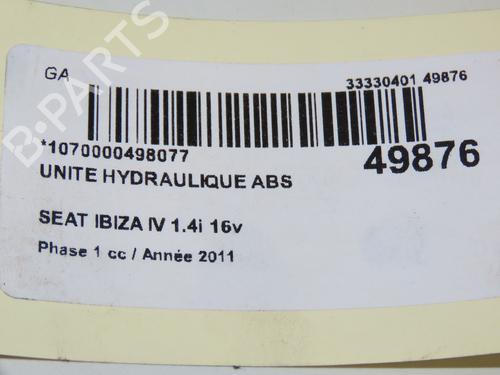 GA
33330401 49876
*1070000498077
49876
UNITE HYDRAULIQUE ABS
SEAT IBIZA IV 1.4i 16v
Phase 1 cc / Année 2011
B-PARTS